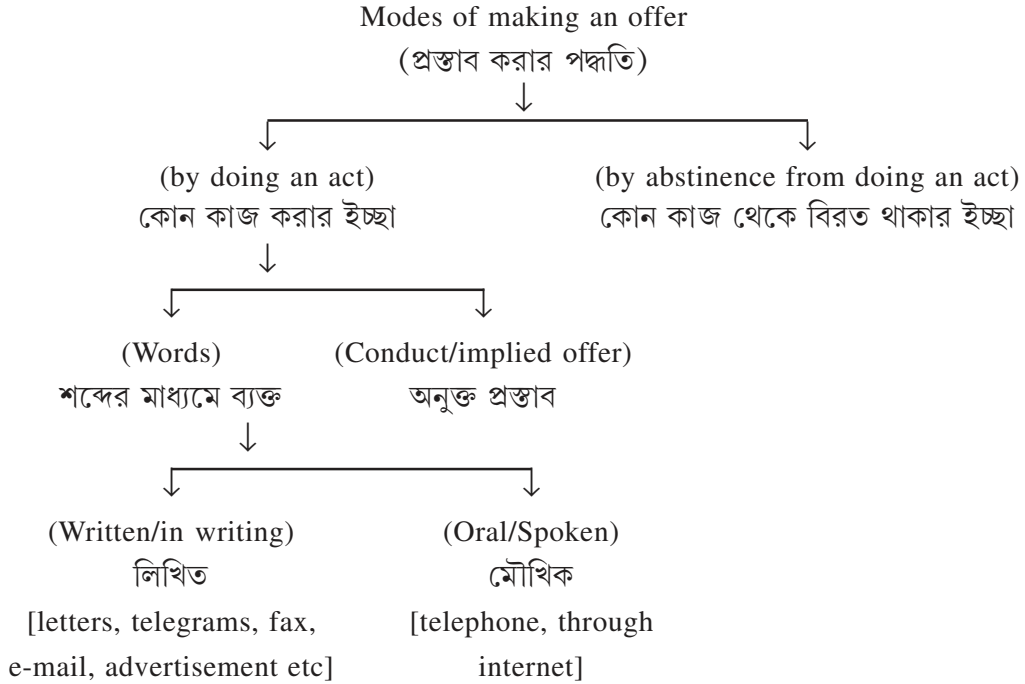 Modes of making an offer
(প্রস্তাব করার পদ্ধতি)
(by doing an act)
কোন কাজ করার ইচ্ছা
(by abstinence from doing an act)
কোন কাজ থেকে বিরত থাকার ইচ্ছা
(Words)
শব্দের মাধ্যমে ব্যক্ত
(Conduct/implied offer)
অনুক্ত প্রস্তাব
(Written/in writing)
লিখিত
[letters, telegrams, fax,
e-mail, advertisement etc]
(Oral/Spoken)
মৌখিক
[telephone, through
internet]